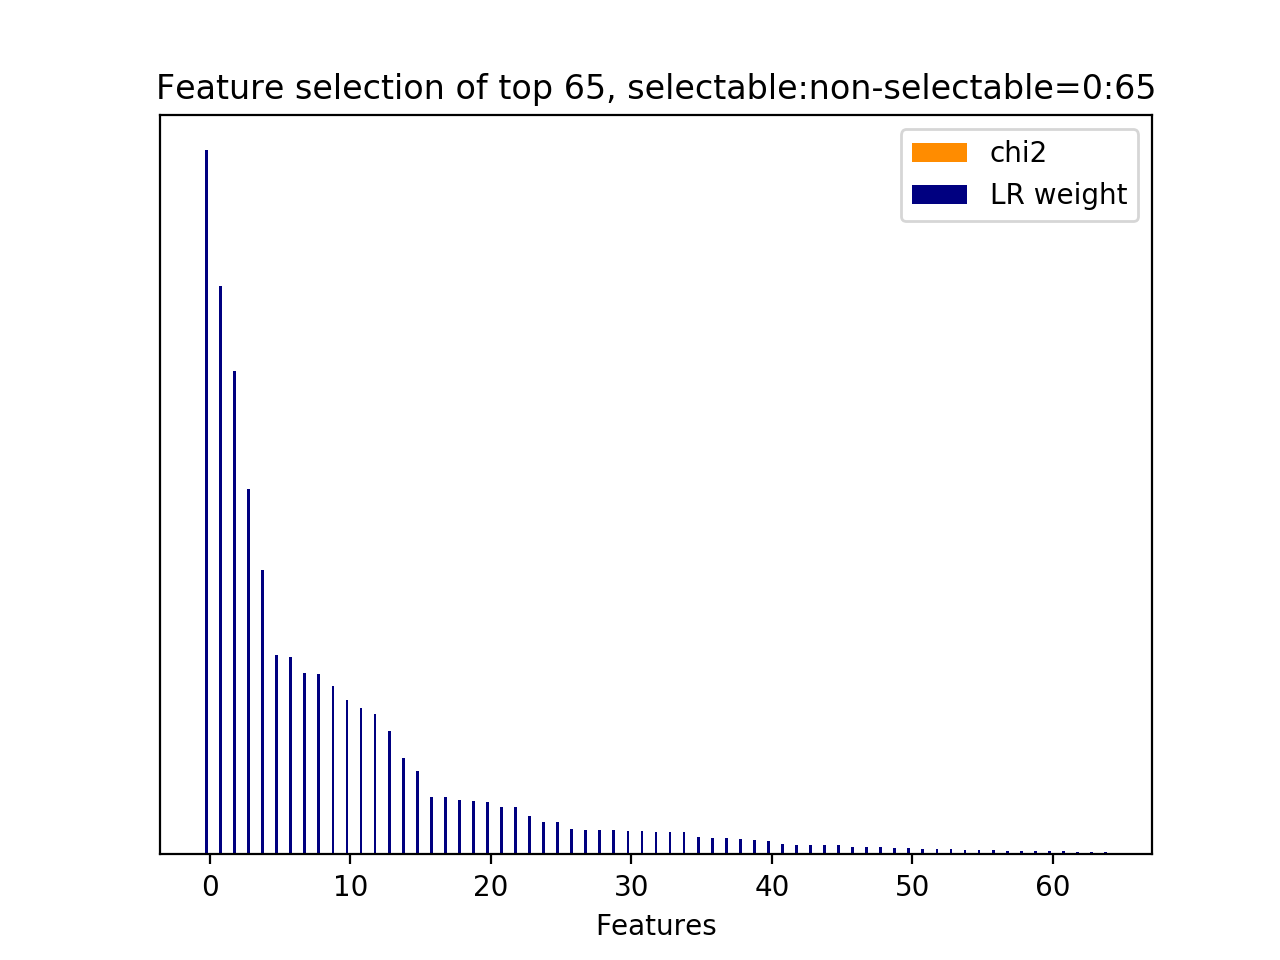 Feature selection of top 65, selectable:non-selectable=0:65
chi2
LR weight
0 10 20 30 40 50 60
Features